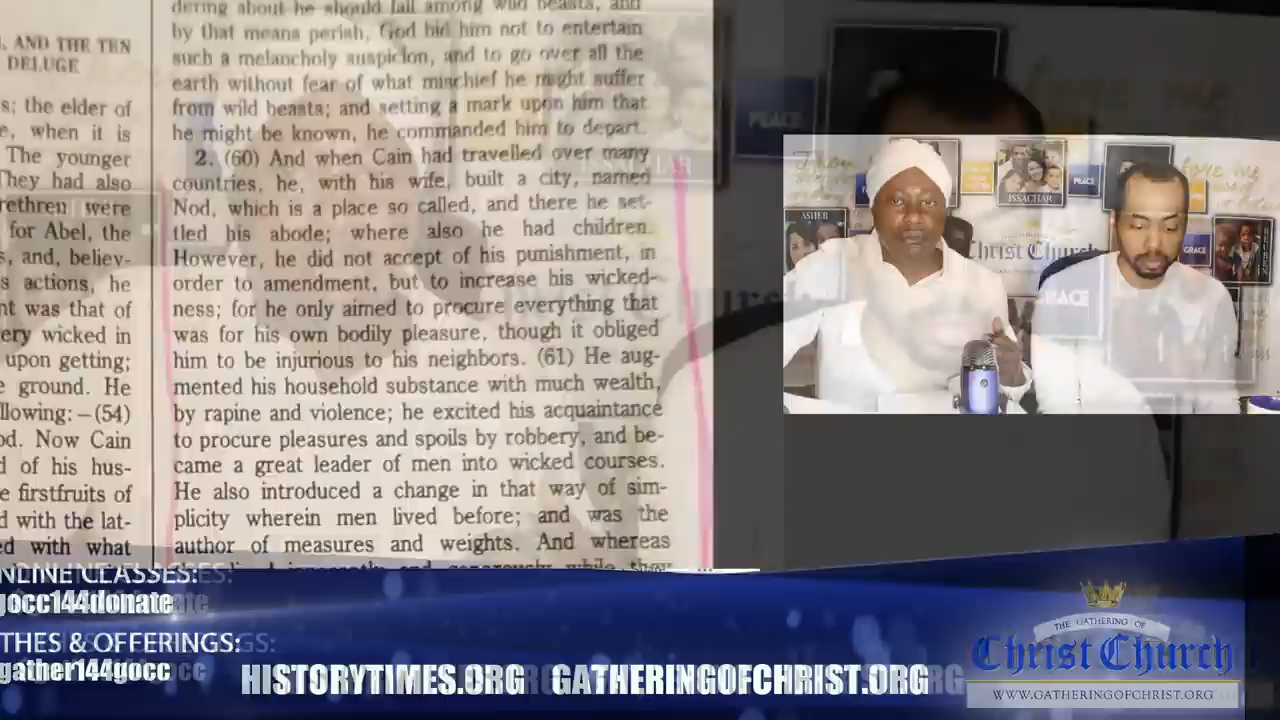 , AND THE TEN
DELUGE
s; the elder of
e, when it is
The younger
They had also
rethren were
for Abel, the
s, and, believ-
s actions, he
nt was that of
ery wicked in
upon getting;
e ground. He
llowing:—(54)
od. Now Cain
d of his hus-
e firstfruits of
d with the lat-
ed with what
dering about he should fall among wild beasts, and
by that means perish, God bid him not to entertain
such a melancholy suspicion, and to go over all the
earth without fear of what mischief he might suffer
from wild beasts; and setting a mark upon him that
he might be known, he commanded him to depart.
2. (60) And when Cain had travelled over many
countries, he, with his wife, built a city, named
Nod, which is a place so called, and there he set-
tled his abode; where also he had children.
However, he did not accept of his punishment, in
order to amendment, but to increase his wicked-
ness; for he only aimed to procure everything that
was for his own bodily pleasure, though it obliged
him to be injurious to his neighbors. (61) He aug-
mented his household substance with much wealth,
by rapine and violence; he excited his acquaintance
to procure pleasures and spoils by robbery, and be-
came a great leader of men into wicked courses.
He also introduced a change in that way of sim-
plicity wherein men lived before; and was the
author of measures and weights. And whereas
PEACE
love me
ASHER
ISSACHAR
PEACE
love me
Christ Church
GRACE
GRACE
NLINE CLASSES:
gocc144donate
THES & OFFERINGS:
gather144gocc
HISTORYTIMES.ORG GATHERINGOFCHRIST.ORG
THE GATHERING OF
Christ Church
WWW.GATHERINGOFCHRIST.ORG